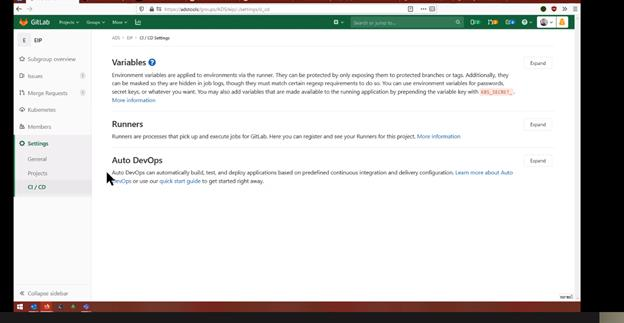 https://adstools/groups/ADS/eip/-/settings/ci_cd
GitLab Projects Groups More Search or jump to...
E EIP
ADS > EIP > CI / CD Settings
Subgroup overview
Issues
Merge Requests
Kubernetes
Members
Settings
General
Projects
CI / CD
Collapse sidebar
Variables
Expand
Environment variables are applied to environments via the runner. They can be protected by only exposing them to protected branches or tags. Additionally, they
can be masked so they are hidden in job logs, though they must match certain regexp requirements to do so. You can use environment variables for passwords,
secret keys, or whatever you want. You may also add variables that are made available to the running application by prepending the variable key with K8S_SECRET_.
More information
Runners
Expand
Runners are processes that pick up and execute jobs for GitLab. Here you can register and see your Runners for this project. More information
Auto DevOps
Expand
Auto DevOps can automatically build, test, and deploy applications based on predefined continuous integration and delivery configuration. Learn more about Auto
DevOps or use our quick start guide to get started right away.